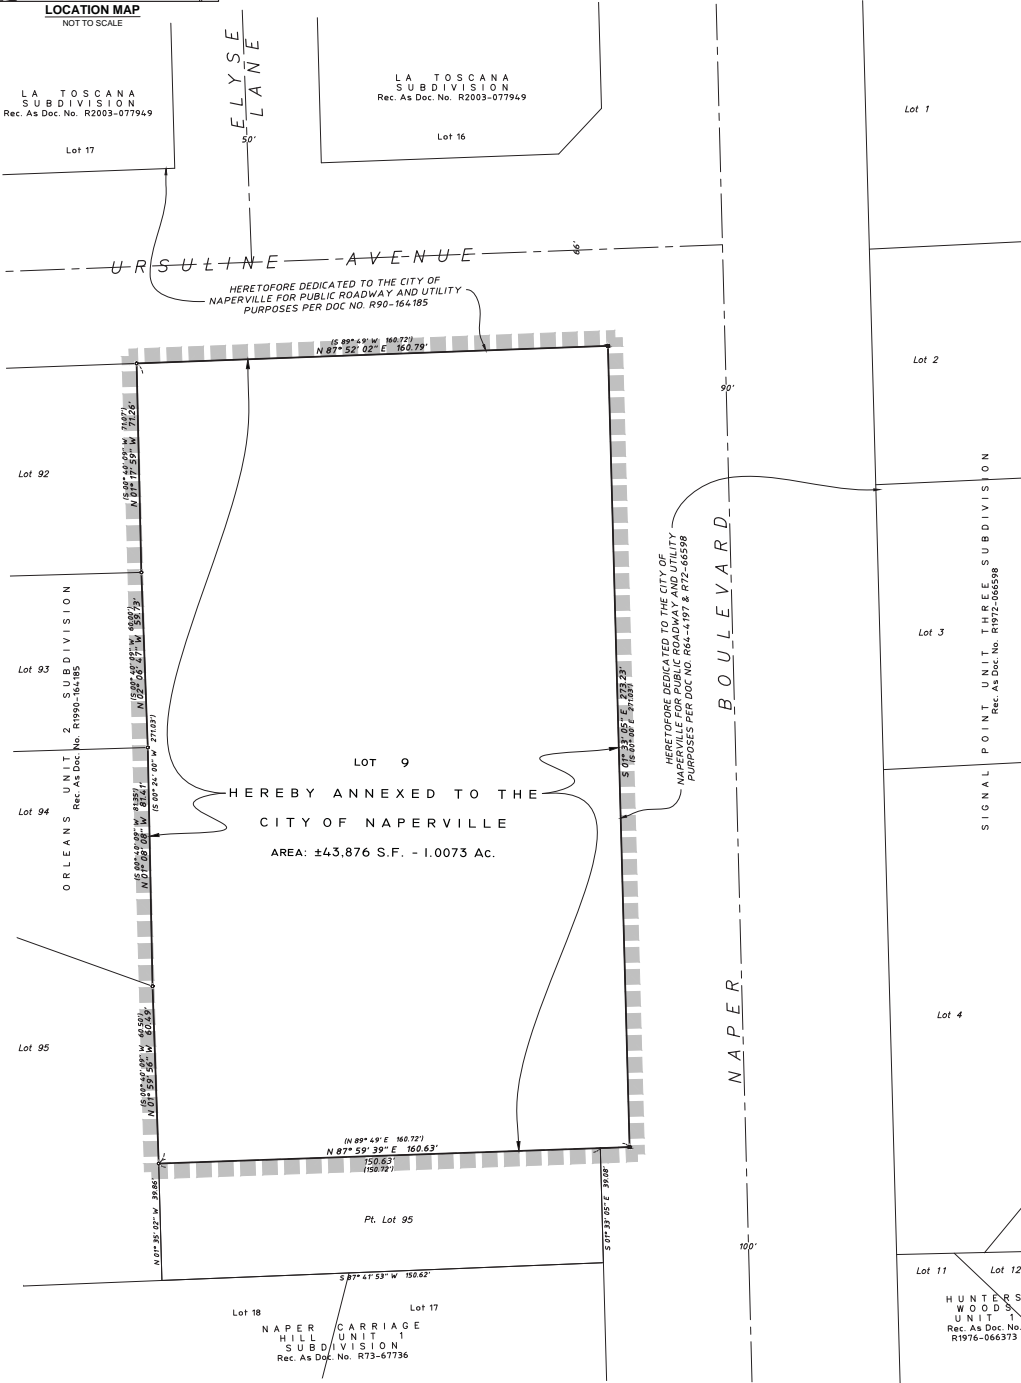 LOCATION MAP
NOT TO SCALE
LA TOSCANA
SUBDIVISION
Rec. As Doc. No. R2003-077949
Lot 17
ELYSE
LANE
50'
LA TOSCANA
SUBDIVISION
Rec. As Doc. No. R2003-077949
Lot 16
Lot 1
URSULINE AVENUE
66'
HERETOFORE DEDICATED TO THE CITY OF
NAPERVILLE FOR PUBLIC ROADWAY AND UTILITY
PURPOSES PER DOC NO. R90-164185
(S 89° 49' W 160.72')
N 87° 52' 02" E 160.79'
Lot 2
90'
(S 00° 40' 09" W 71.07')
N 01° 17' 59" W 71.26'
Lot 92
(S 00° 40' 09" W 60.00')
N 02° 06' 47" W 59.73'
Lot 93
ORLEANS UNIT 2 SUBDIVISION
Rec. As Doc. No. R1990-164185
(S 00° 24' 00" W 271.03')
(S 00° 40' 09" W 81.35')
N 01° 08' 08" W 81.41'
Lot 94
LOT 9
HEREBY ANNEXED TO THE
CITY OF NAPERVILLE
AREA: ±43,876 S.F. - 1.0073 Ac.
S 01° 33' 05" E 273.23'
(S 00° 00' E 271.03')
HERETOFORE DEDICATED TO THE CITY OF
NAPERVILLE FOR PUBLIC ROADWAY AND UTILITY
PURPOSES PER DOC NO. R64-4197 & R72-66598
NAPER BOULEVARD
Lot 3
SIGNAL POINT UNIT THREE SUBDIVISION
Rec. As Doc. No. R1972-066598
Lot 4
(S 00° 40' 09" W 60.50')
N 01° 59' 56" W 60.49'
Lot 95
(N 89° 49' E 160.72')
N 87° 59' 39" E 160.63'
150.63'
(150.72')
N 01° 35' 02" W 39.86'
Pt. Lot 95
S 01° 33' 05" E 39.08'
100'
S 87° 41' 53" W 150.62'
Lot 18
Lot 17
NAPER CARRIAGE
HILL UNIT 1
SUBDIVISION
Rec. As Doc. No. R73-67736
Lot 11
Lot 12
HUNTERS
WOODS
UNIT 1
Rec. As Doc. No.
R1976-066373